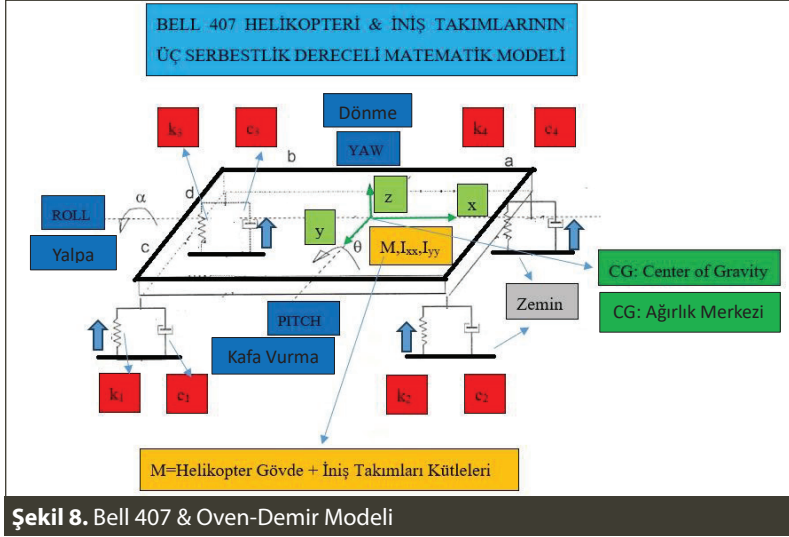 BELL 407 HELİKOPTERİ & İNİŞ TAKIMLARININ
ÜÇ SERBESTLİK DERECELİ MATEMATİK MODELİ
Dönme
YAW
k₃
c₃
k₄
c₄
b
a
d
α
ROLL
Yalpa
z
x
y
c
θ
M,Iₓₓ,Iyy
CG: Center of Gravity
CG: Ağırlık Merkezi
Zemin
PITCH
Kafa Vurma
k₁
c₁
k₂
c₂
M=Helikopter Gövde + İniş Takımları Kütleleri
Şekil 8. Bell 407 & Oven-Demir Modeli